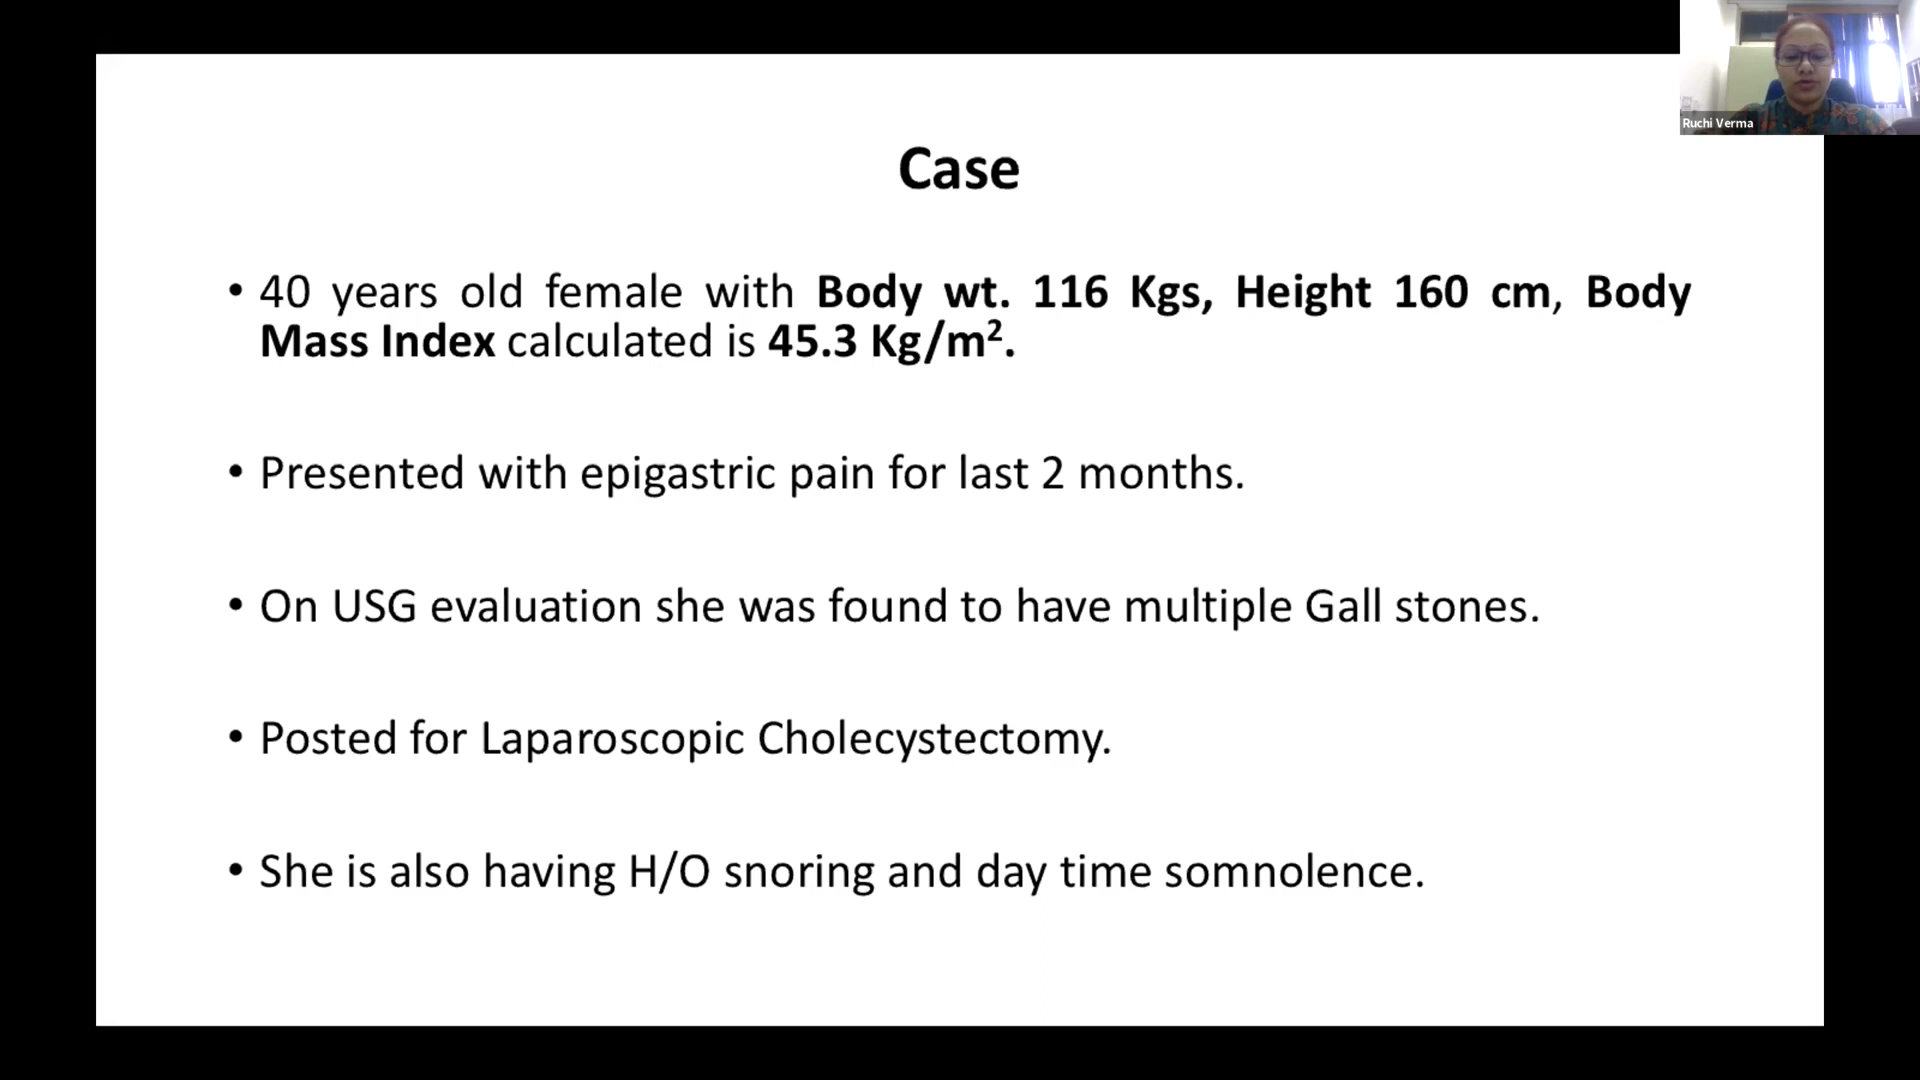 Ruchi Verma
Case
• 40 years old female with Body wt. 116 Kgs, Height 160 cm, Body
Mass Index calculated is 45.3 Kg/m².
• Presented with epigastric pain for last 2 months.
• On USG evaluation she was found to have multiple Gall stones.
• Posted for Laparoscopic Cholecystectomy.
• She is also having H/O snoring and day time somnolence.